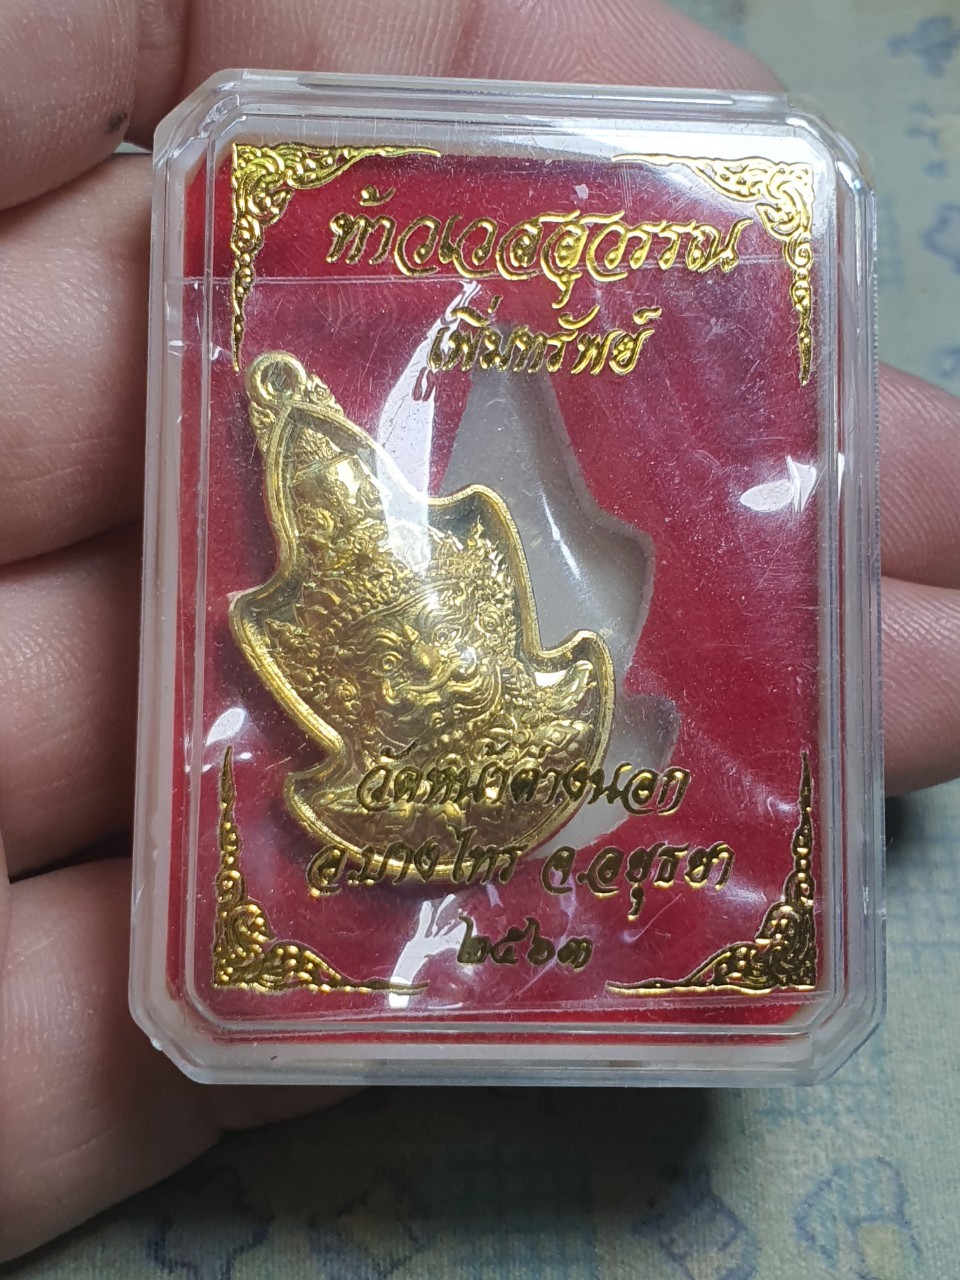 ท้าวเวสสุวรรณ
เพิ่มทรัพย์
วัดหน้าต่างนอก
อ.บางไทร จ.อยุธยา
๒๕๖๓